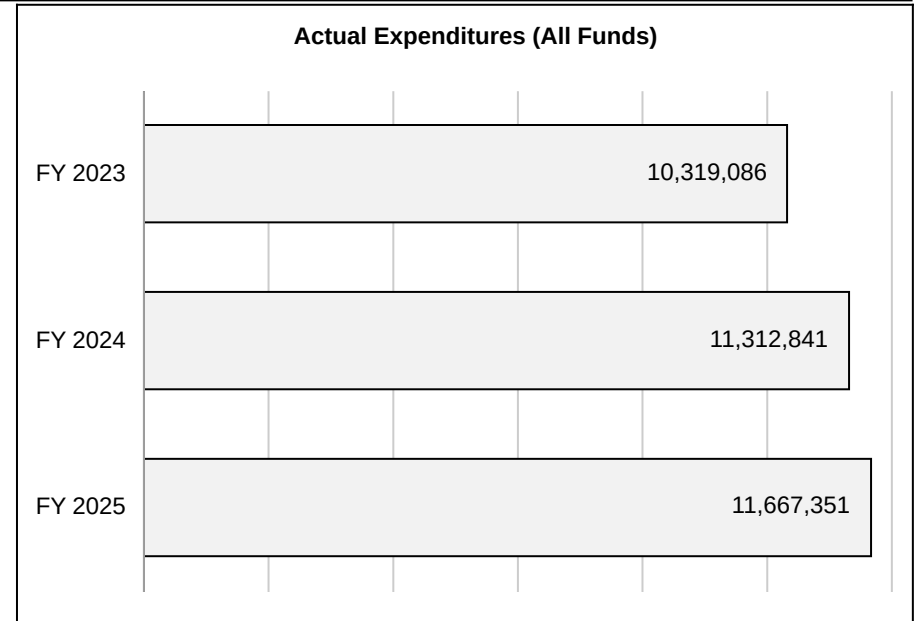 Actual Expenditures (All Funds)
FY 2023
10,319,086
FY 2024
11,312,841
FY 2025
11,667,351